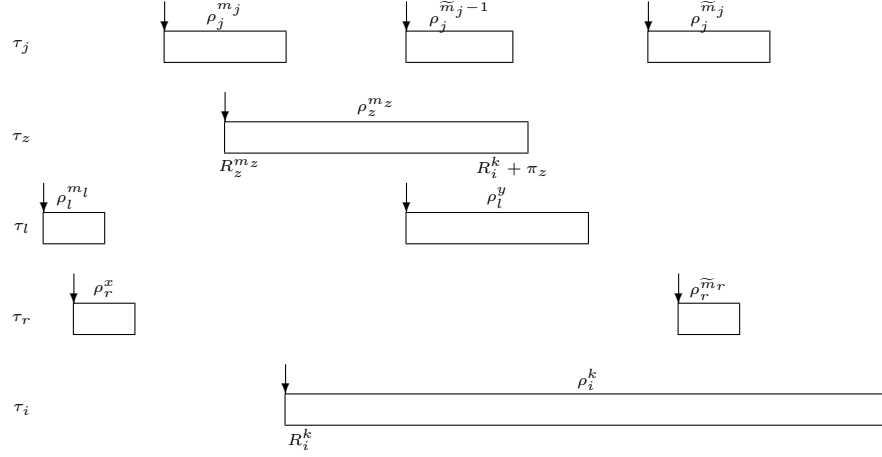 τ_j ρ_j^{m_j} ρ_j^{\widetilde{m}_j-1} ρ_j^{\widetilde{m}_j}
τ_z ρ_z^{m_z}
R_z^{m_z} R_i^k + π_z
τ_l ρ_l^{m_l} ρ_l^y
τ_r ρ_r^x ρ_r^{\widetilde{m}_r}
τ_i ρ_i^k
R_i^k